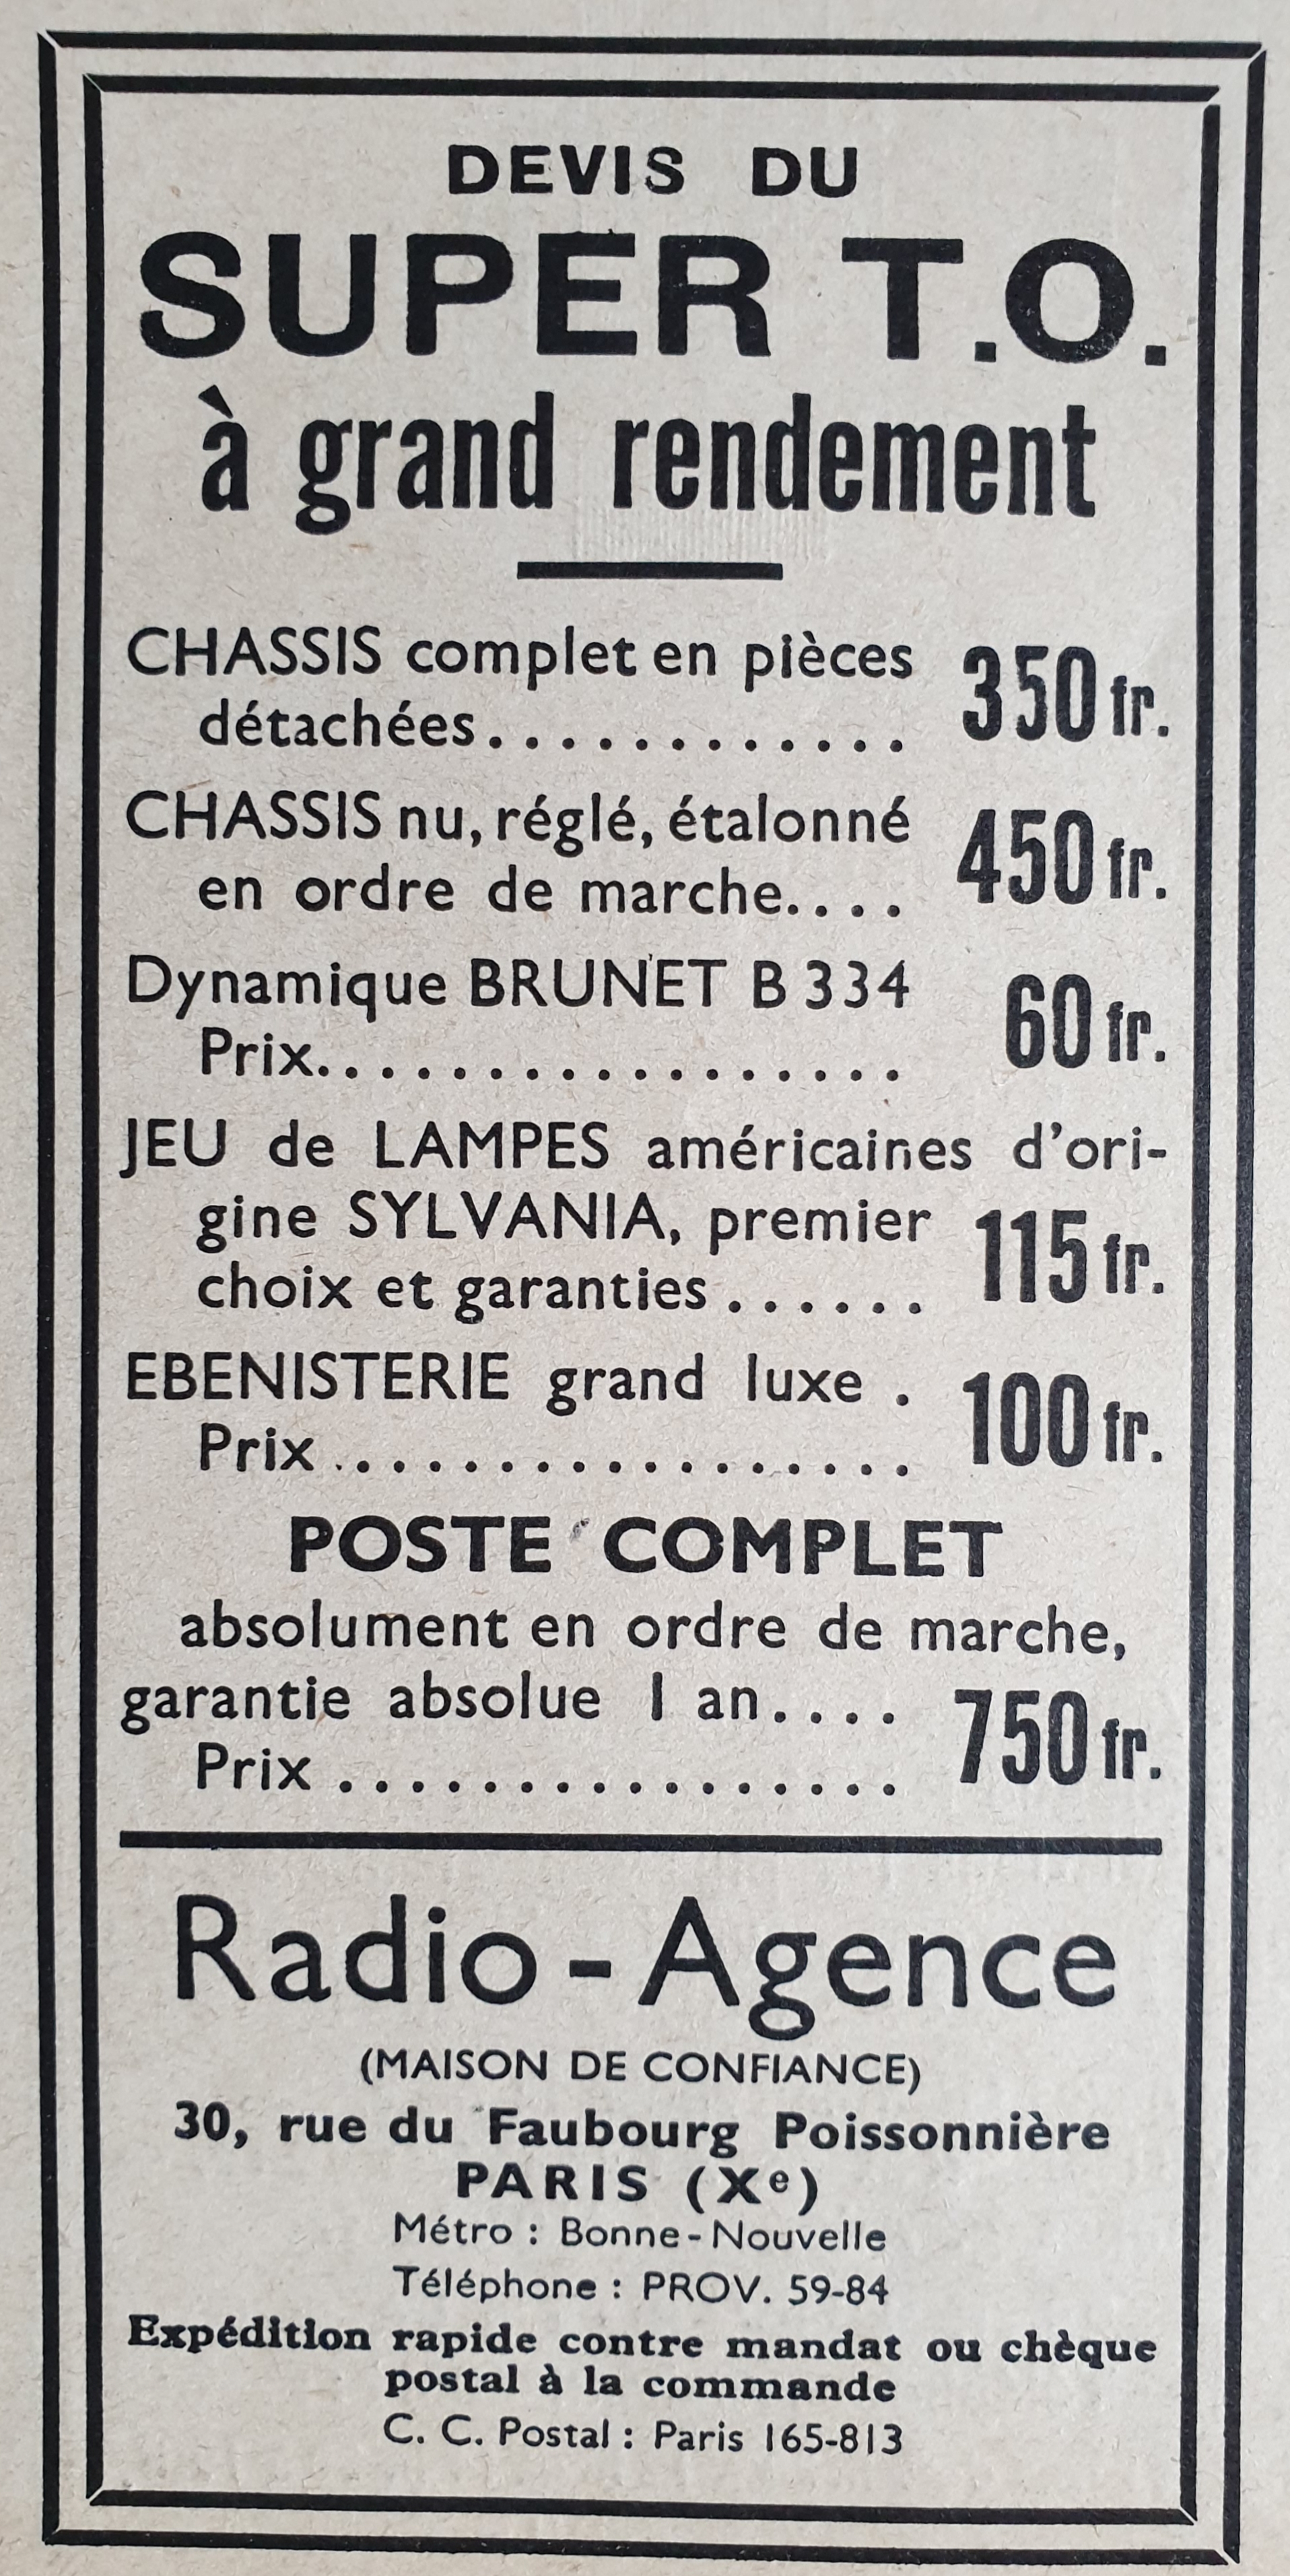 DEVIS DU
SUPER T.O.
à grand rendement
CHASSIS complet en pièces
détachées............. 350 fr.
CHASSIS nu, réglé, étalonné
en ordre de marche.... 450 fr.
Dynamique BRUNET B 334
Prix................. 60 fr.
JEU de LAMPES américaines d'ori-
gine SYLVANIA, premier
choix et garanties...... 115 fr.
EBENISTERIE grand luxe .
Prix ................. 100 fr.
POSTE COMPLET
absolument en ordre de marche,
garantie absolue 1 an....
Prix ................ 750 fr.
Radio-Agence
(MAISON DE CONFIANCE)
30, rue du Faubourg Poissonnière
PARIS (Xe)
Métro : Bonne-Nouvelle
Téléphone : PROV. 59-84
Expédition rapide contre mandat ou chèque
postal à la commande
C. C. Postal : Paris 165-813